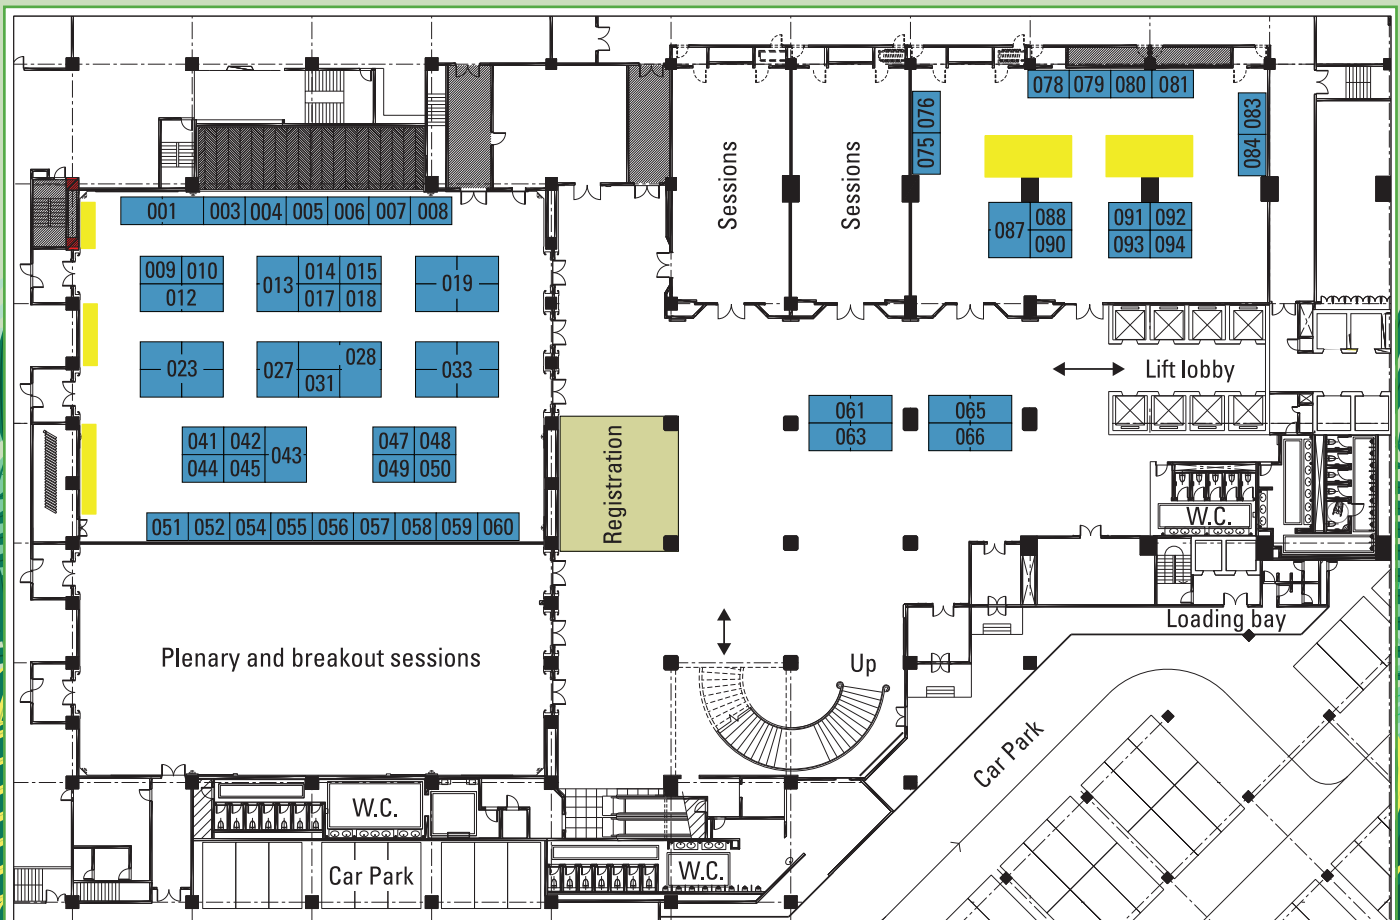 078 079 080 081
076
075
083
084
Sessions
Sessions
001 003 004 005 006 007 008
087 088
090
091 092
093 094
009 010
012
013 014 015
017 018
019
023
027 028
031
033
Lift lobby
061
063
065
066
041 042 043
044 045
047 048
049 050
Registration
051 052 054 055 056 057 058 059 060
W.C.
Loading bay
Plenary and breakout sessions
Up
Car Park
W.C.
Car Park
W.C.